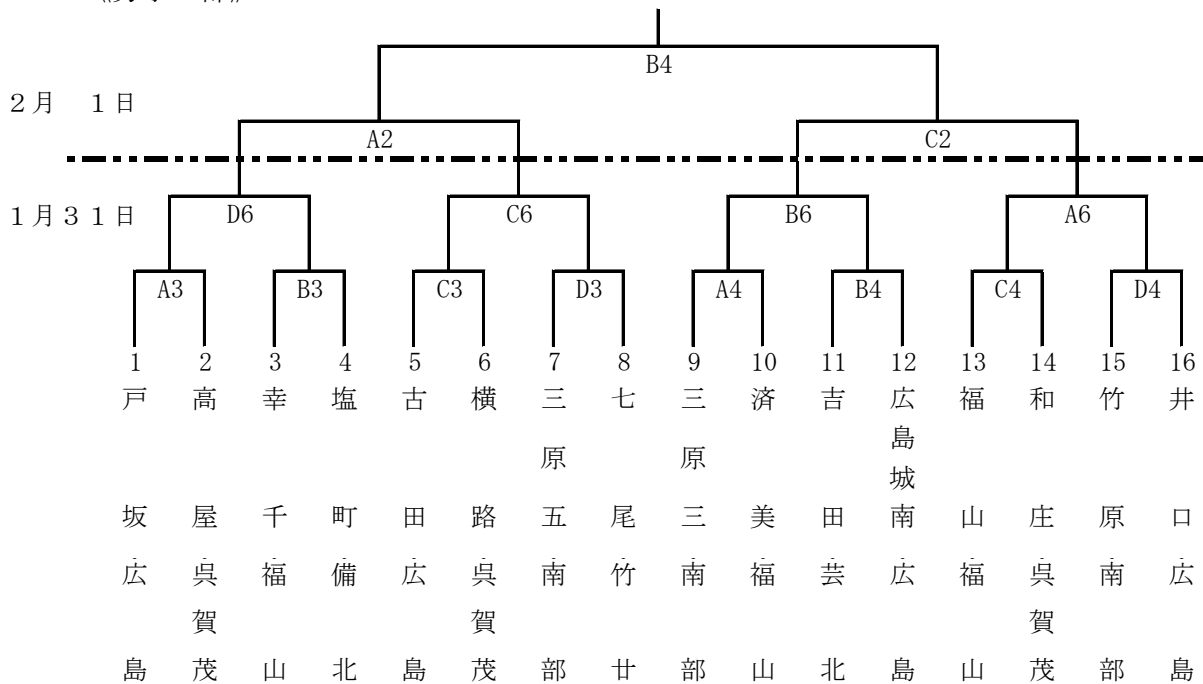 B4
2月 1日
A2 C2
1月31日
D6 C6 B6 A6
A3 B3 C3 D3 A4 B4 C4 D4
1 2 3 4 5 6 7 8 9 10 11 12 13 14 15 16
戸坂・広島
高屋・呉賀茂
幸千・福山
塩町・備北
古田・広島
横路・呉賀茂
三原五・南部
七尾・竹廿
三原三・南部
済美・福山
吉田・芸北
広島城南・広島
福山・福山
和庄・呉賀茂
竹原・南部
井口・広島